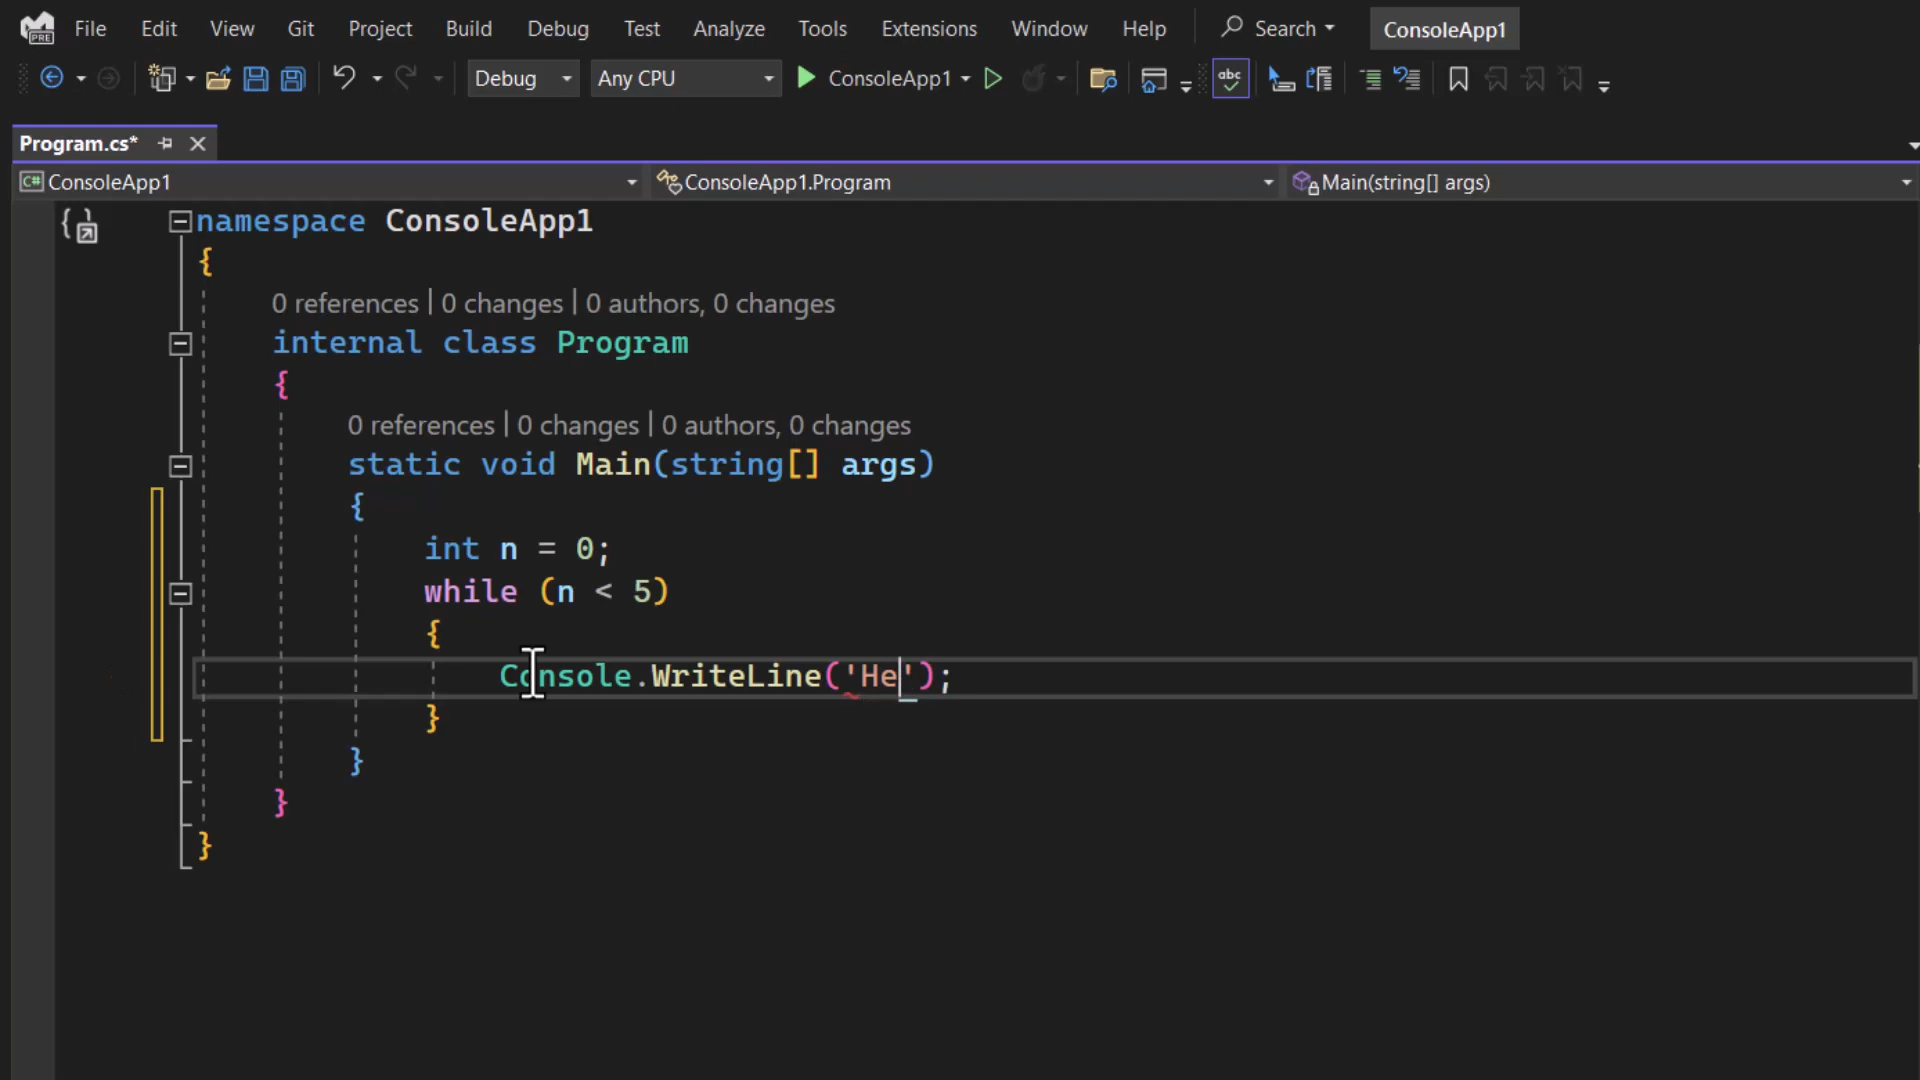 File Edit View Git Project Build Debug Test Analyze Tools Extensions Window Help Search ConsoleApp1
PRE
Debug Any CPU ConsoleApp1 abc
Program.cs*
C# ConsoleApp1 ConsoleApp1.Program Main(string[] args)
namespace ConsoleApp1
{
0 references | 0 changes | 0 authors, 0 changes
internal class Program
{
0 references | 0 changes | 0 authors, 0 changes
static void Main(string[] args)
{
int n = 0;
while (n < 5)
{
Console.WriteLine('He');
}
}
}
}